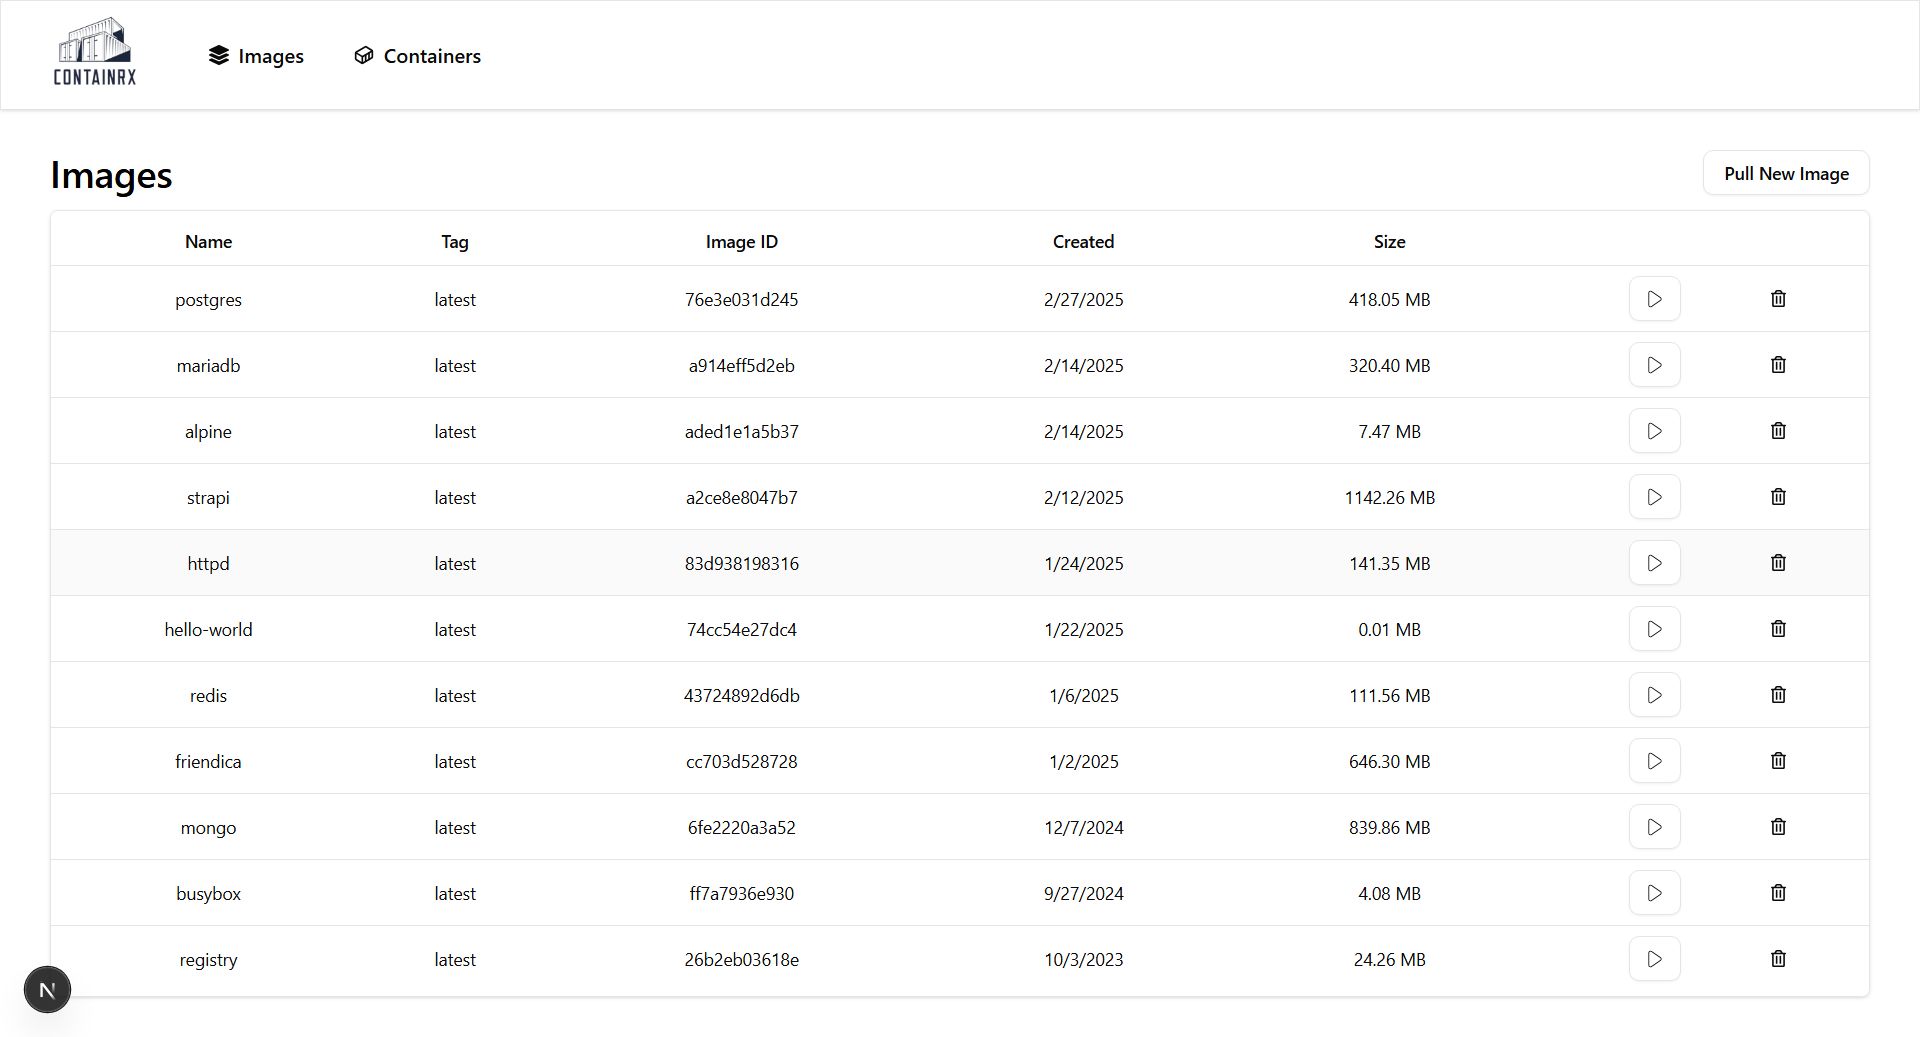 CONTAINRX
Images
Containers
Images
Pull New Image
Name Tag Image ID Created Size
postgres latest 76e3e031d245 2/27/2025 418.05 MB
mariadb latest a914eff5d2eb 2/14/2025 320.40 MB
alpine latest aded1e1a5b37 2/14/2025 7.47 MB
strapi latest a2ce8e8047b7 2/12/2025 1142.26 MB
httpd latest 83d938198316 1/24/2025 141.35 MB
hello-world latest 74cc54e27dc4 1/22/2025 0.01 MB
redis latest 43724892d6db 1/6/2025 111.56 MB
friendica latest cc703d528728 1/2/2025 646.30 MB
mongo latest 6fe2220a3a52 12/7/2024 839.86 MB
busybox latest ff7a7936e930 9/27/2024 4.08 MB
registry latest 26b2eb03618e 10/3/2023 24.26 MB
N